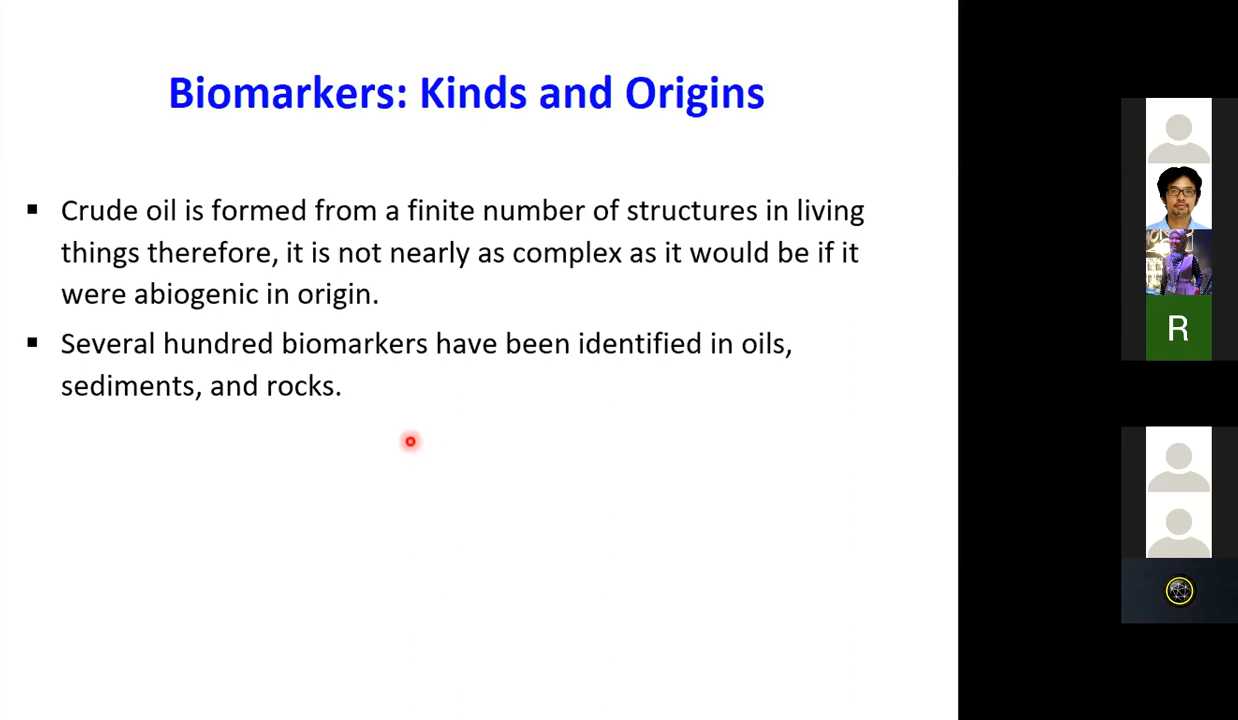 Biomarkers: Kinds and Origins
▪ Crude oil is formed from a finite number of structures in living
things therefore, it is not nearly as complex as it would be if it
were abiogenic in origin.
▪ Several hundred biomarkers have been identified in oils,
sediments, and rocks.
R